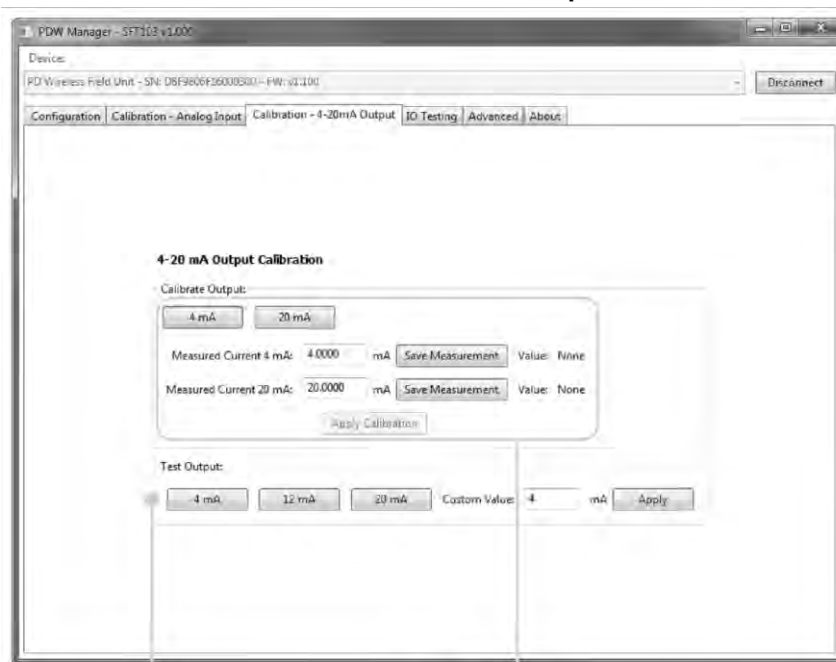 PDW Manager - SFT103 v1.000
Device:
PD Wireless Field Unit - SN: FW: v1.100
Disconnect
Configuration Calibration - Analog Input Calibration - 4-20mA Output IO Testing Advanced About
4-20 mA Output Calibration
Calibrate Output:
4 mA 20 mA
Measured Current 4 mA: 4.0000 mA Save Measurement Value: None
Measured Current 20 mA: 20.0000 mA Save Measurement Value: None
Apply Calibration
Test Output:
4 mA 12 mA 20 mA Custom Value: 4 mA Apply